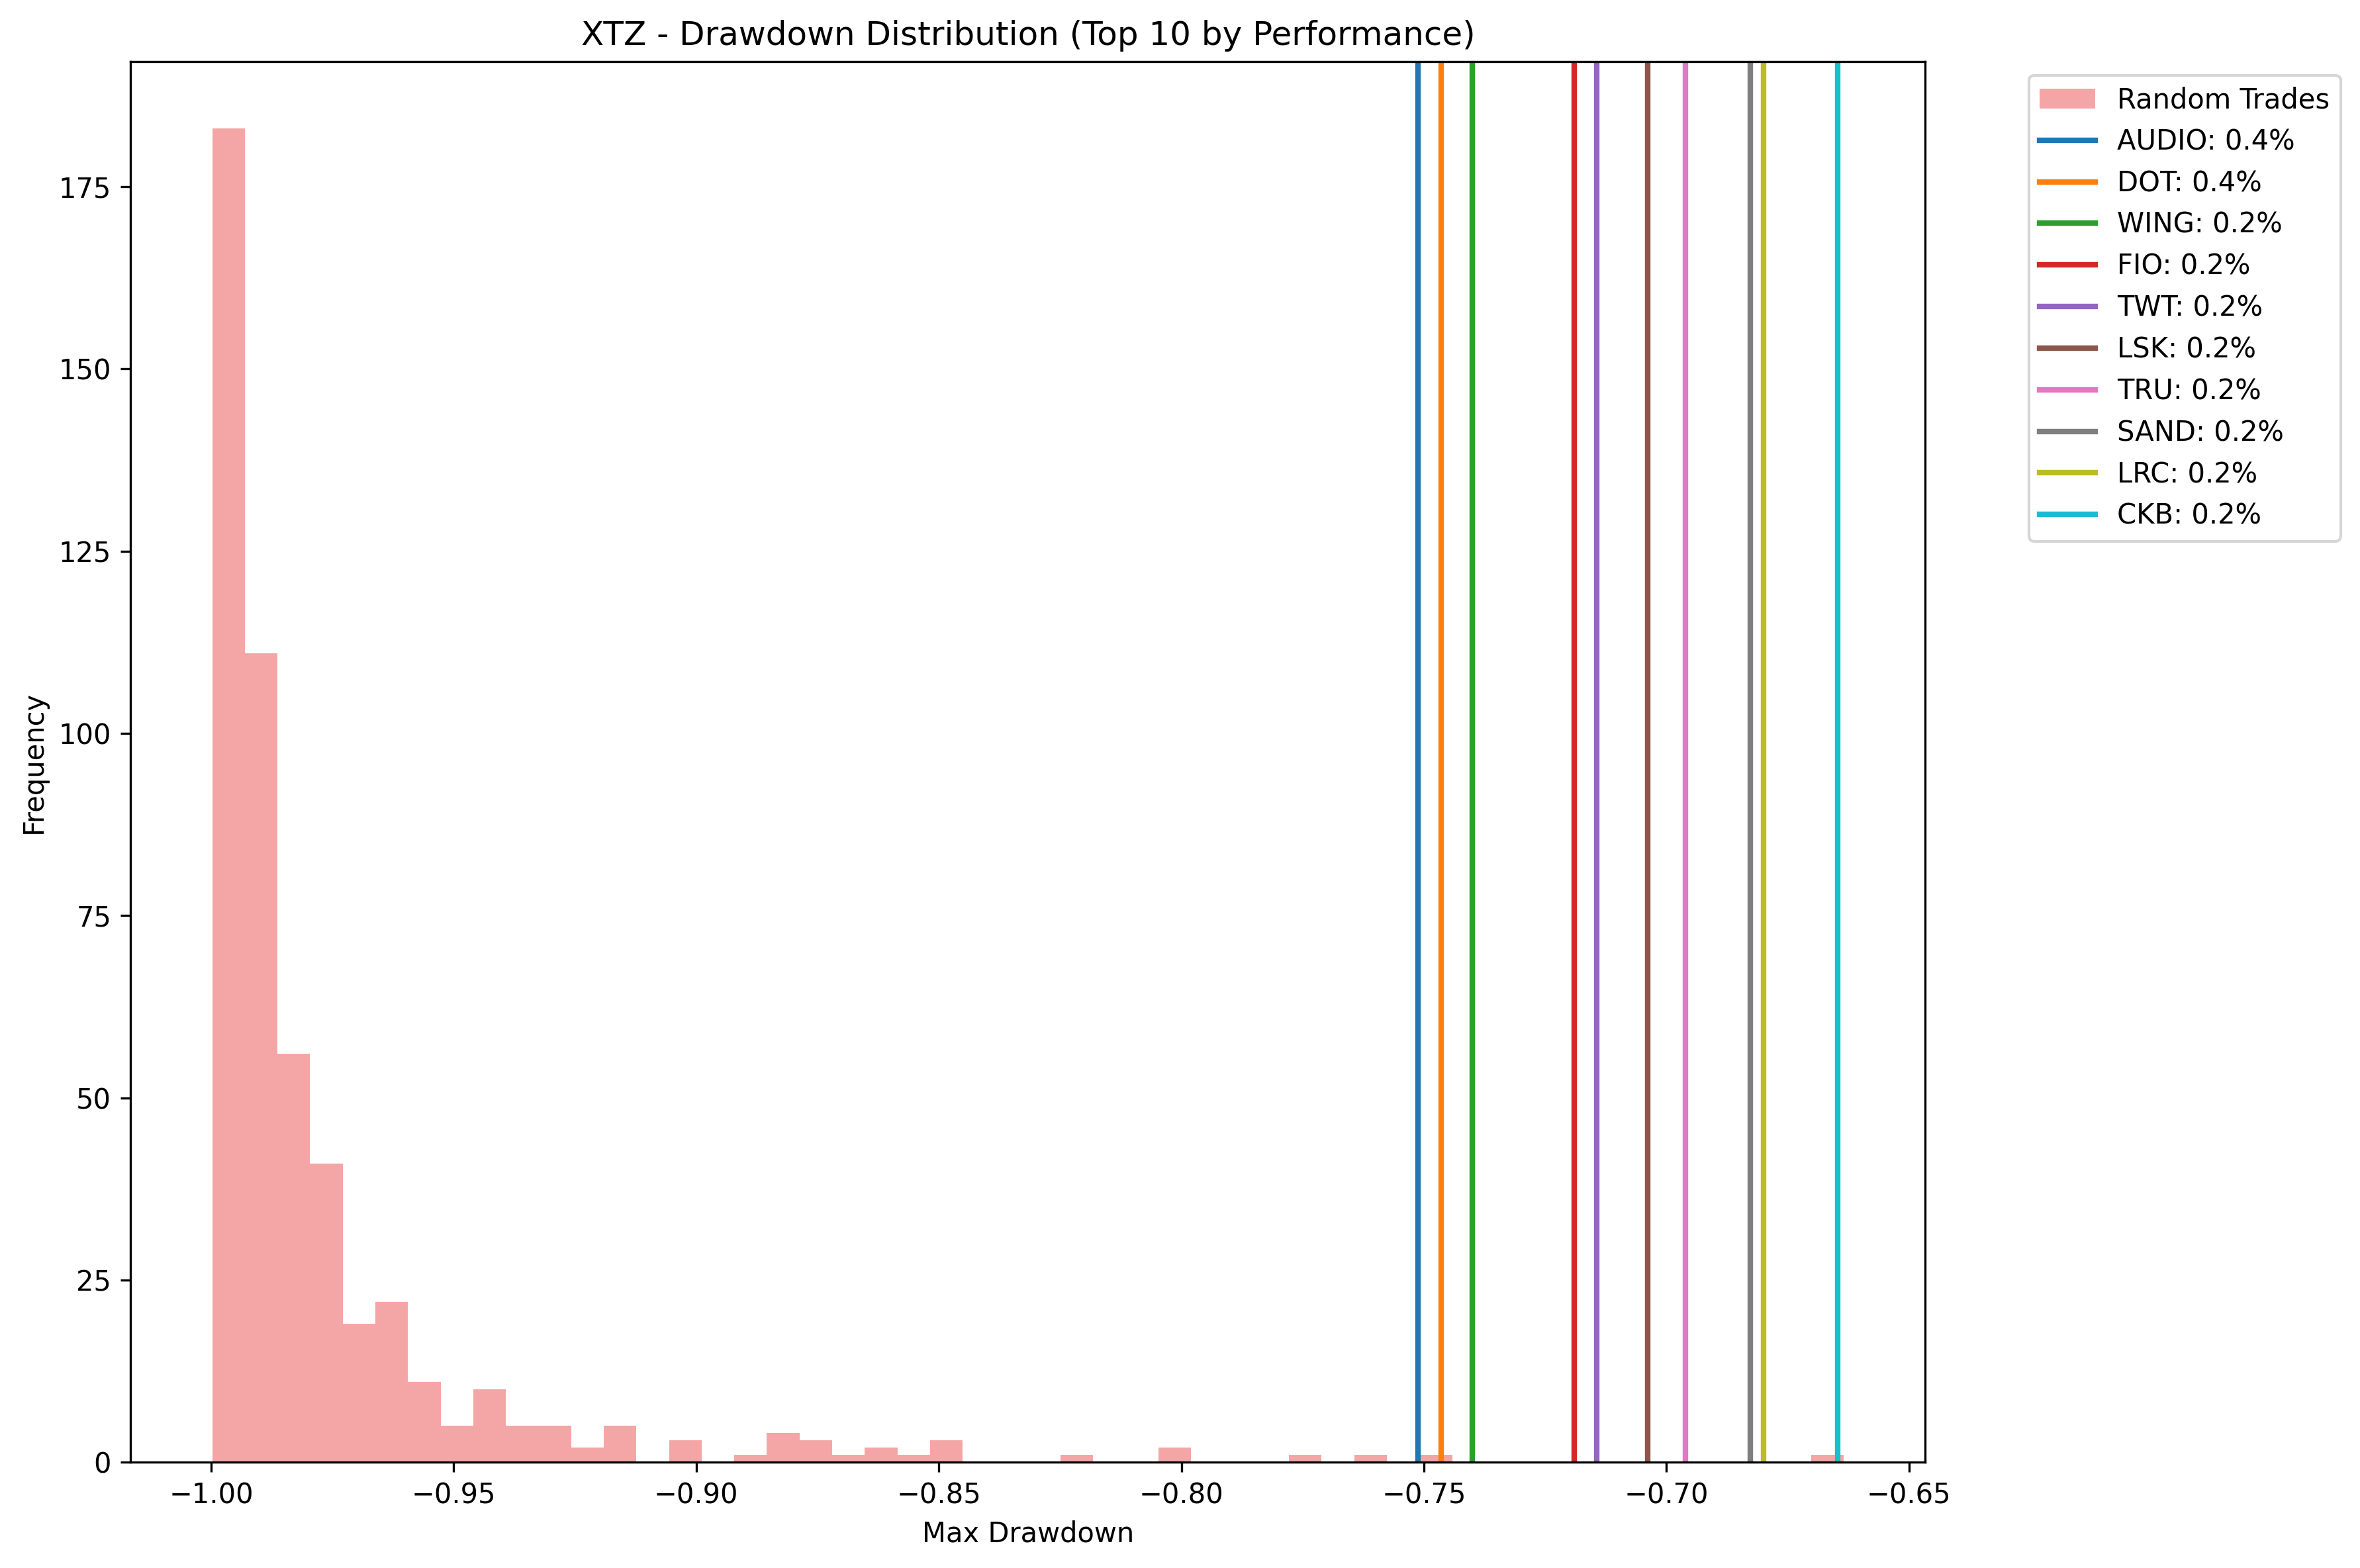 XTZ - Drawdown Distribution (Top 10 by Performance)
Random Trades
AUDIO: 0.4%
DOT: 0.4%
WING: 0.2%
FIO: 0.2%
TWT: 0.2%
LSK: 0.2%
TRU: 0.2%
SAND: 0.2%
LRC: 0.2%
CKB: 0.2%
Frequency
175
150
125
100
75
50
25
0
−1.00 −0.95 −0.90 −0.85 −0.80 −0.75 −0.70 −0.65
Max Drawdown